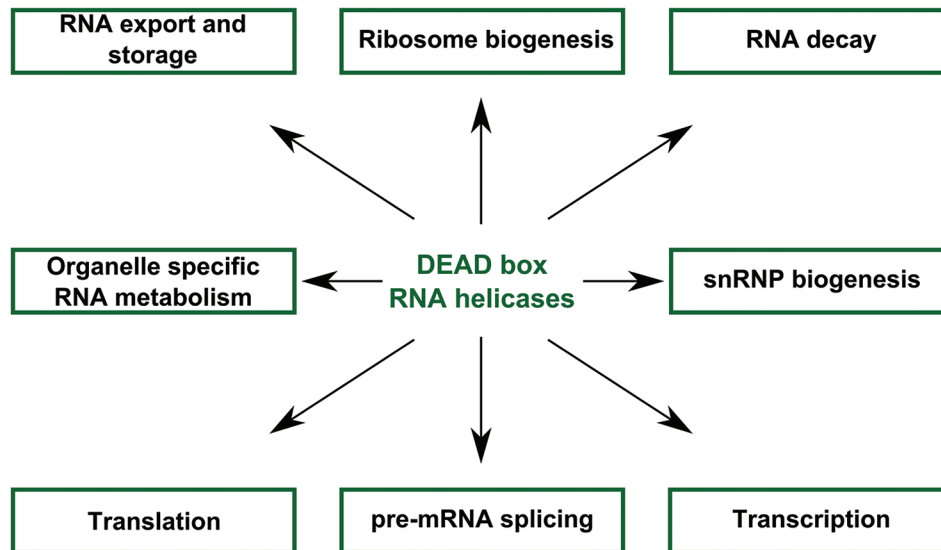 RNA export and
storage
Ribosome biogenesis
RNA decay
Organelle specific
RNA metabolism
DEAD box
RNA helicases
snRNP biogenesis
Translation
pre-mRNA splicing
Transcription